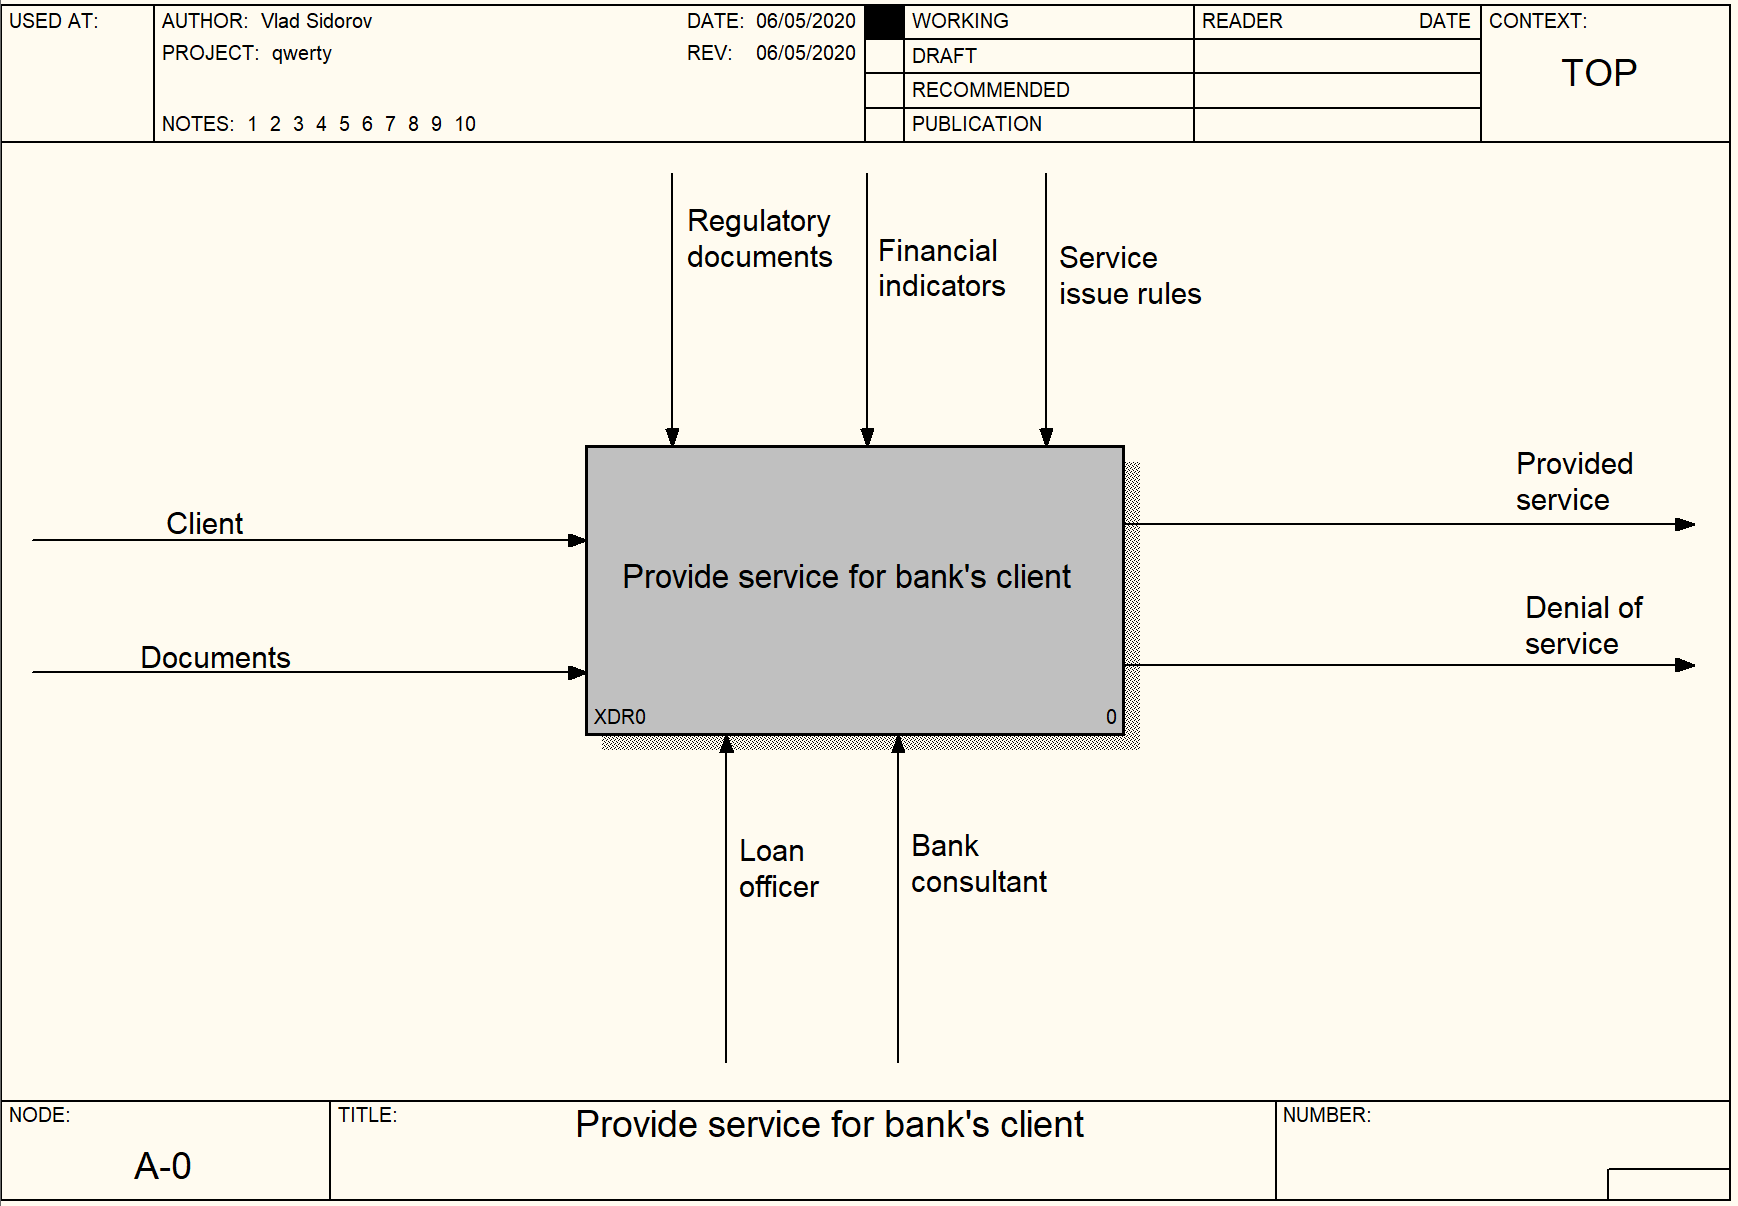 USED AT:
AUTHOR: Vlad Sidorov
DATE: 06/05/2020
PROJECT: qwerty
REV: 06/05/2020
NOTES: 1 2 3 4 5 6 7 8 9 10
WORKING
DRAFT
RECOMMENDED
PUBLICATION
READER DATE
CONTEXT:
TOP
Regulatory
documents
Financial
indicators
Service
issue rules
Client
Documents
Provide service for bank's client
XDR0 0
Provided
service
Denial of
service
Loan
officer
Bank
consultant
NODE:
A-0
TITLE:
Provide service for bank's client
NUMBER: